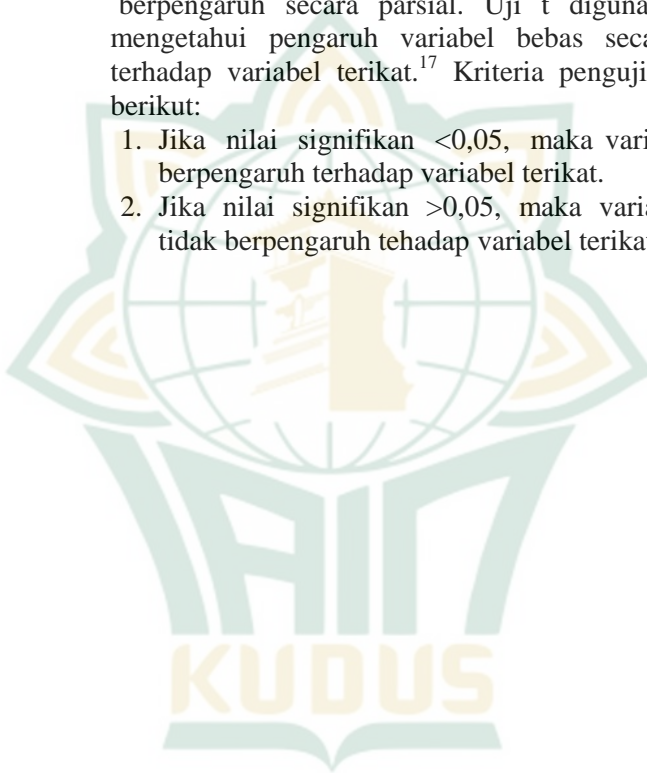 berpengaruh secara parsial. Uji t diguna
mengetahui pengaruh variabel bebas seca
terhadap variabel terikat.17 Kriteria penguji
berikut:
1. Jika nilai signifikan <0,05, maka vari
berpengaruh terhadap variabel terikat.
2. Jika nilai signifikan >0,05, maka varia
tidak berpengaruh tehadap variabel terika
IAIN
KUDUS